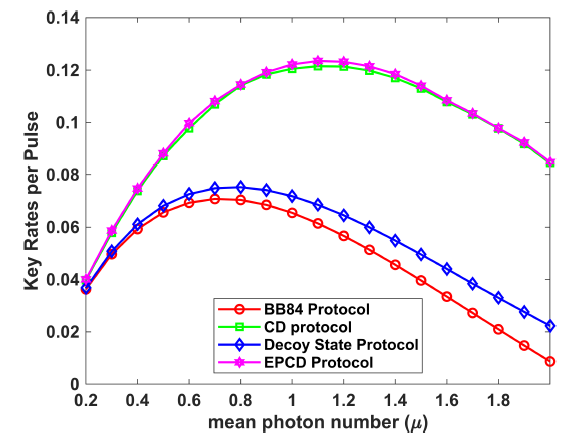 0.14
0.12
0.1
0.08
0.06
0.04
0.02
0
Key Rates per Pulse
BB84 Protocol
CD protocol
Decoy State Protocol
EPCD Protocol
0.2 0.4 0.6 0.8 1.0 1.2 1.4 1.6 1.8
mean photon number (μ)